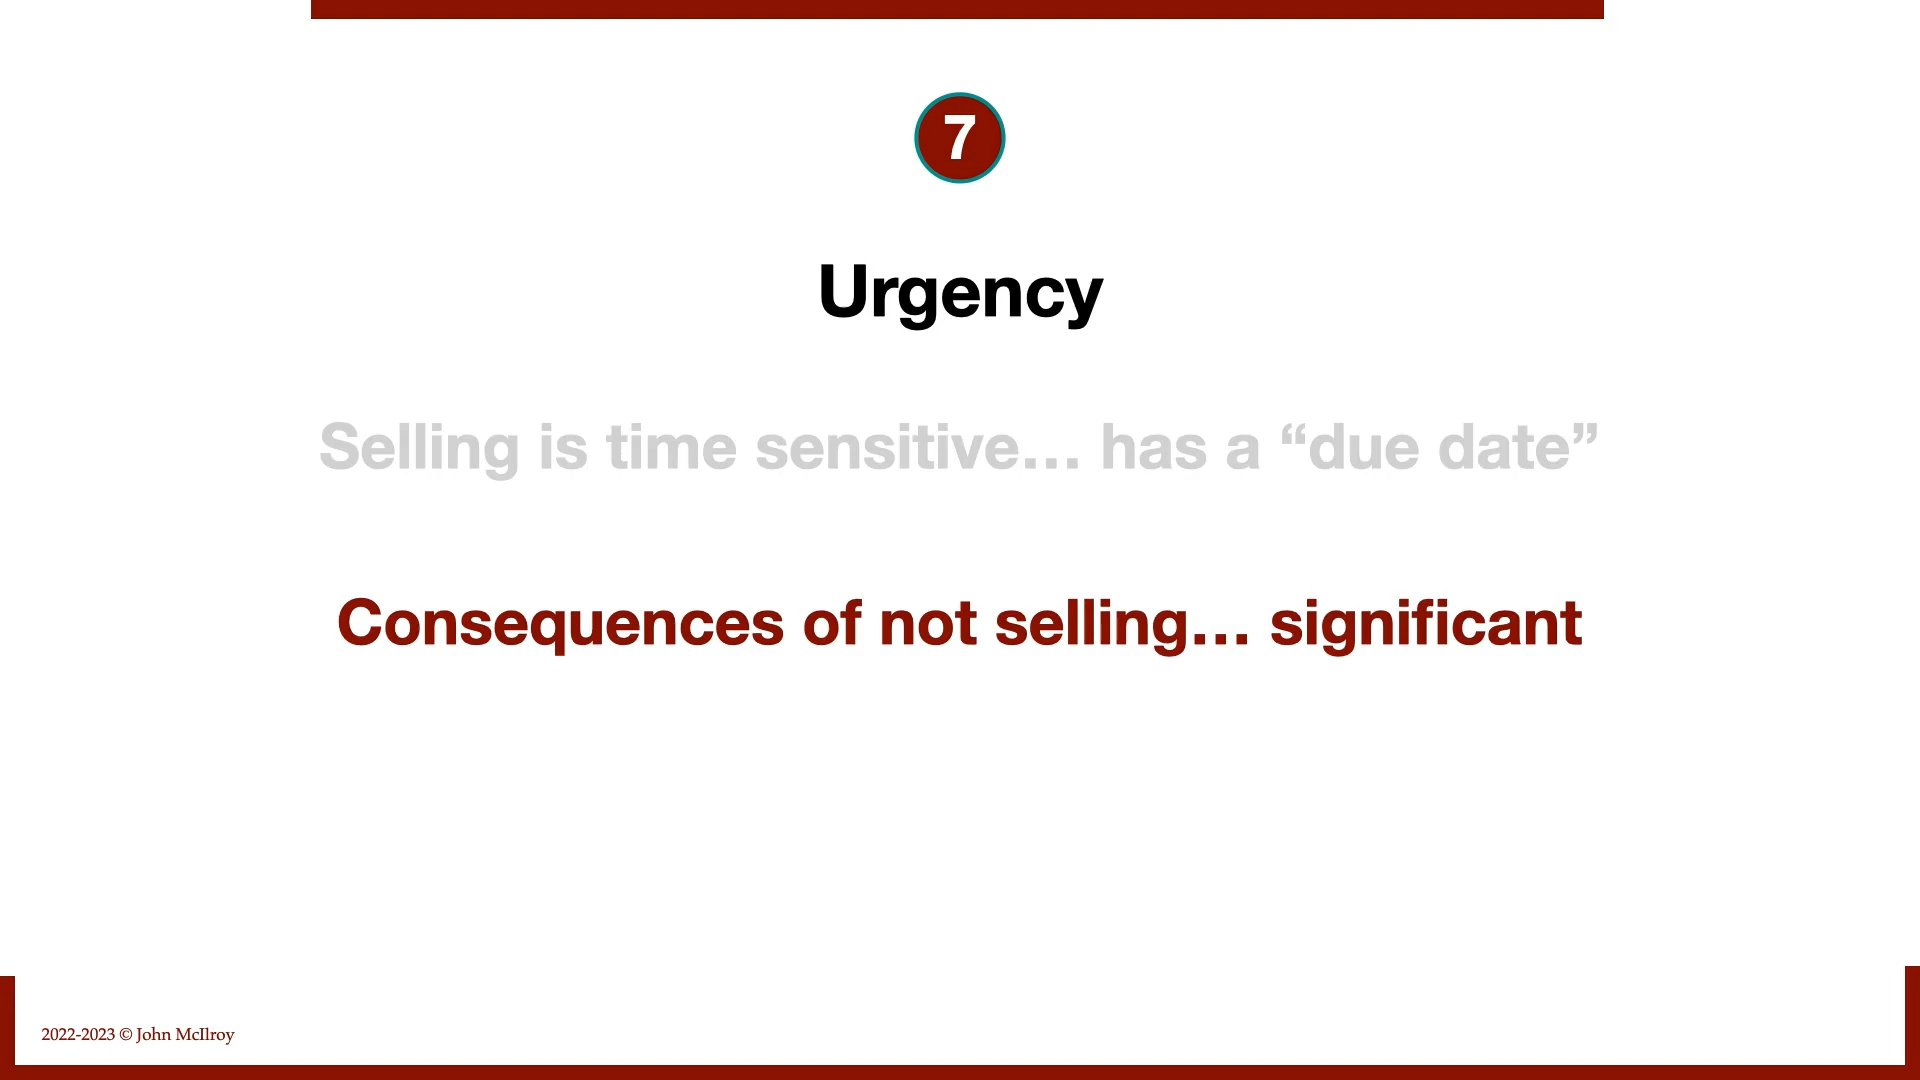 7
Urgency
Selling is time sensitive… has a “due date”
Consequences of not selling… significant
2022-2023 © John McIlroy